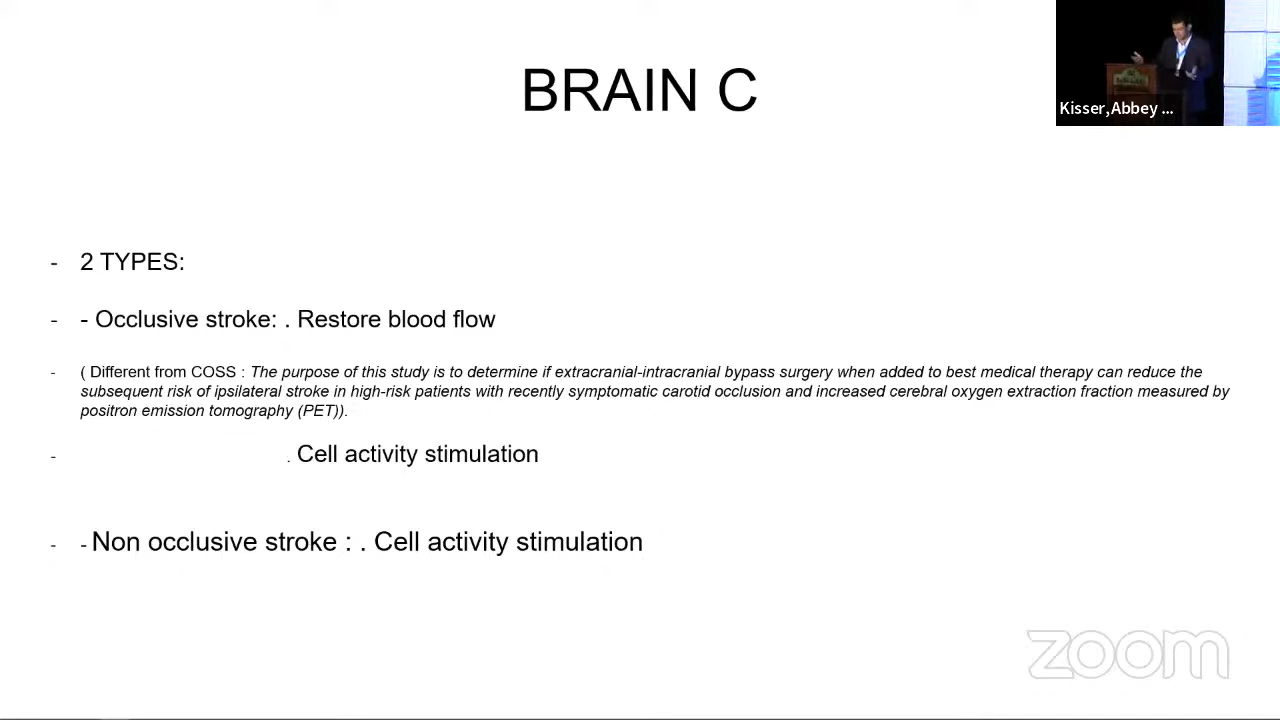 BRAIN C
Kisser,Abbey ...
- 2 TYPES:
- - Occlusive stroke: . Restore blood flow
- ( Different from COSS : The purpose of this study is to determine if extracranial-intracranial bypass surgery when added to best medical therapy can reduce the
subsequent risk of ipsilateral stroke in high-risk patients with recently symptomatic carotid occlusion and increased cerebral oxygen extraction fraction measured by
positron emission tomography (PET)).
- . Cell activity stimulation
- - Non occlusive stroke : . Cell activity stimulation
zoom